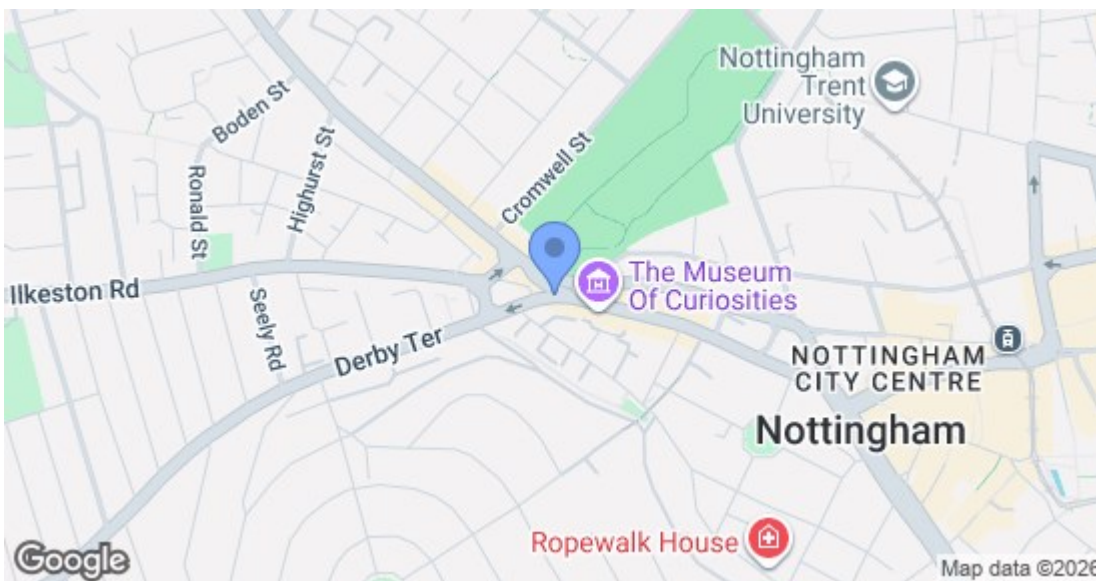 Nottingham
Trent
University
Boden St
Highurst St
Ronald St
Cromwell St
The Museum
Of Curiosities
Ilkeston Rd
Seely Rd
Derby Ter
NOTTINGHAM
CITY CENTRE
Nottingham
Ropewalk House
Google
Map data ©2026